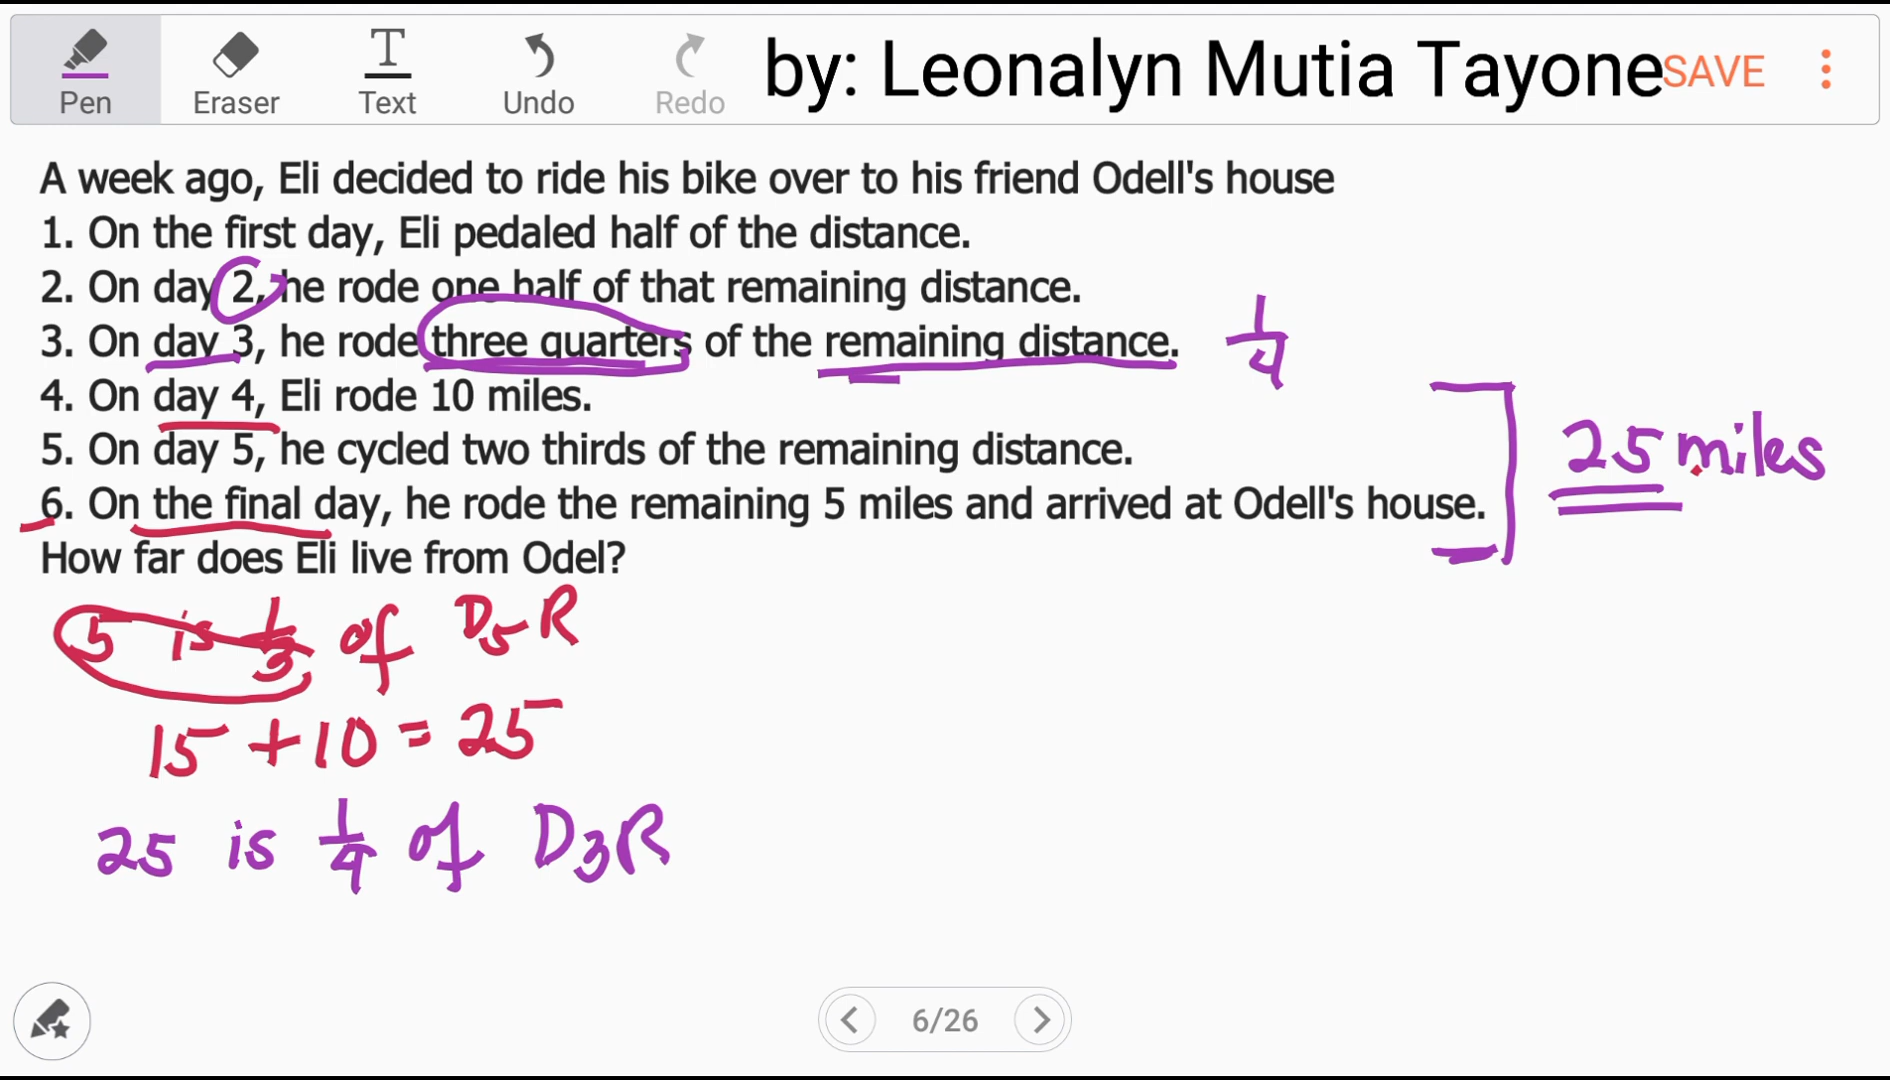 Pen Eraser Text Undo Redo by: Leonalyn Mutia Tayone SAVE
A week ago, Eli decided to ride his bike over to his friend Odell's house
1. On the first day, Eli pedaled half of the distance.
2. On day 2, he rode one half of that remaining distance.
3. On day 3, he rode three quarters of the remaining distance. 1/4
4. On day 4, Eli rode 10 miles.
5. On day 5, he cycled two thirds of the remaining distance. 25 miles
6. On the final day, he rode the remaining 5 miles and arrived at Odell's house.
How far does Eli live from Odel?
5 is 1/3 of D5R
15 + 10 = 25
25 is 1/4 of D3R
6/26